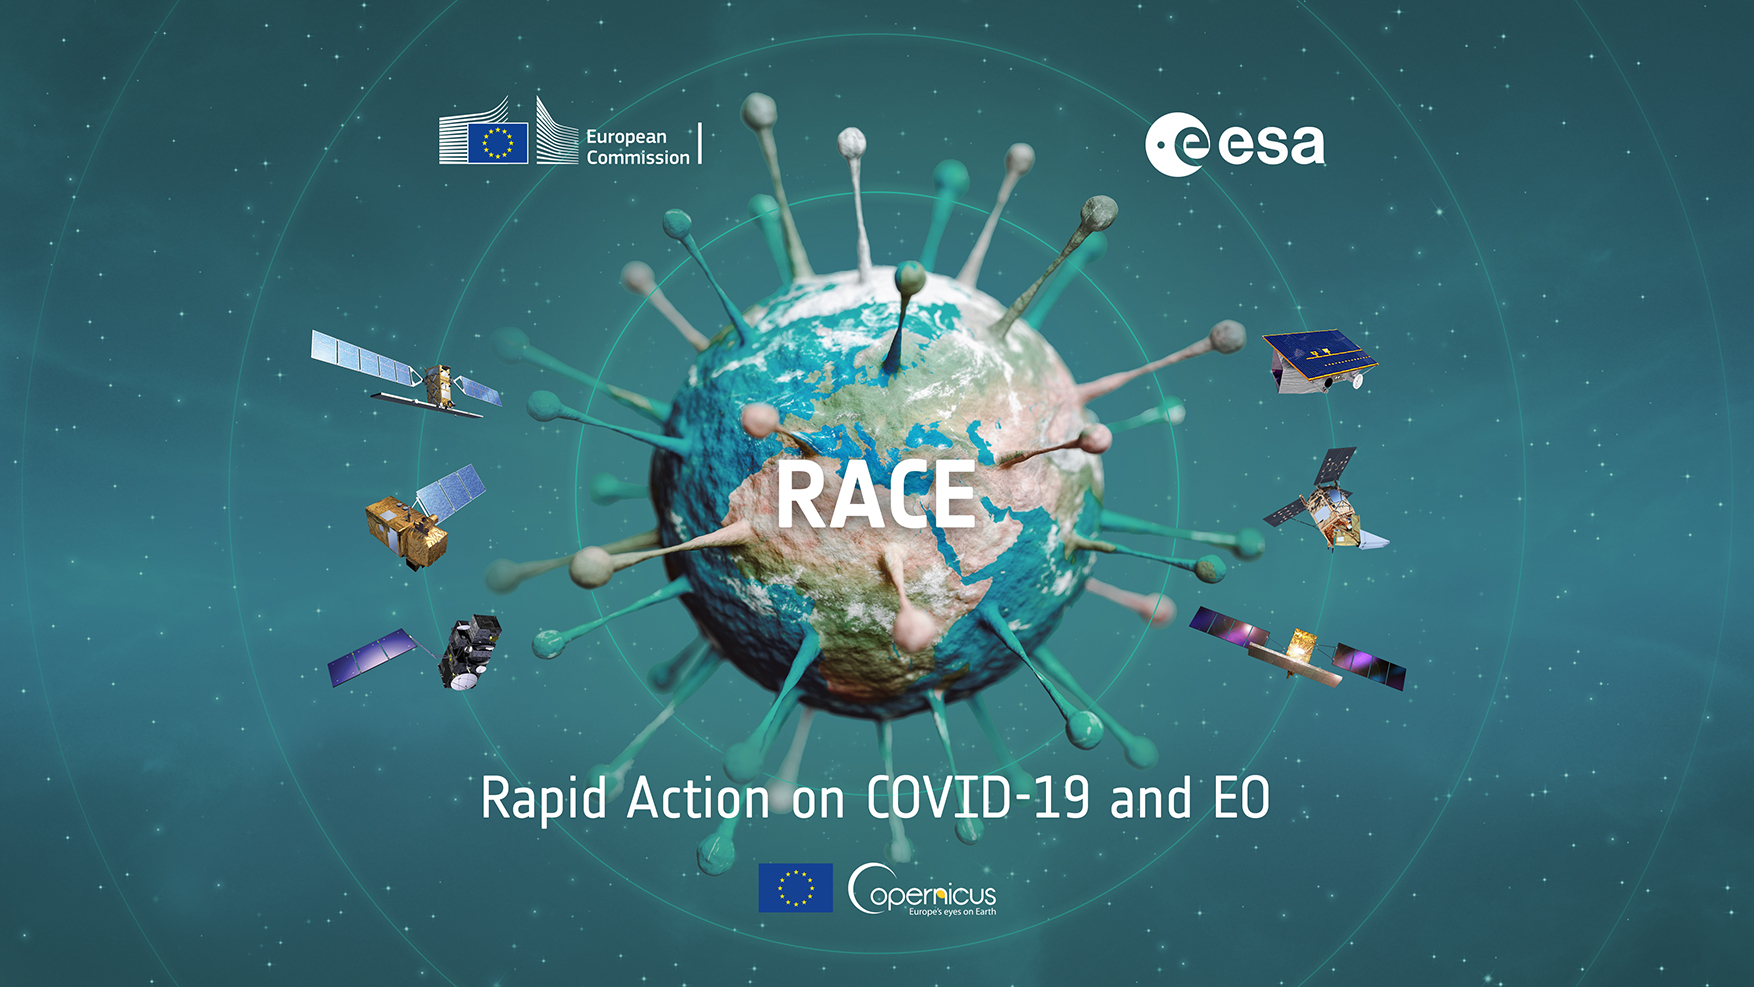 European
Commission
esa
RACE
Rapid Action on COVID-19 and EO
Copernicus
Europe's eyes on Earth